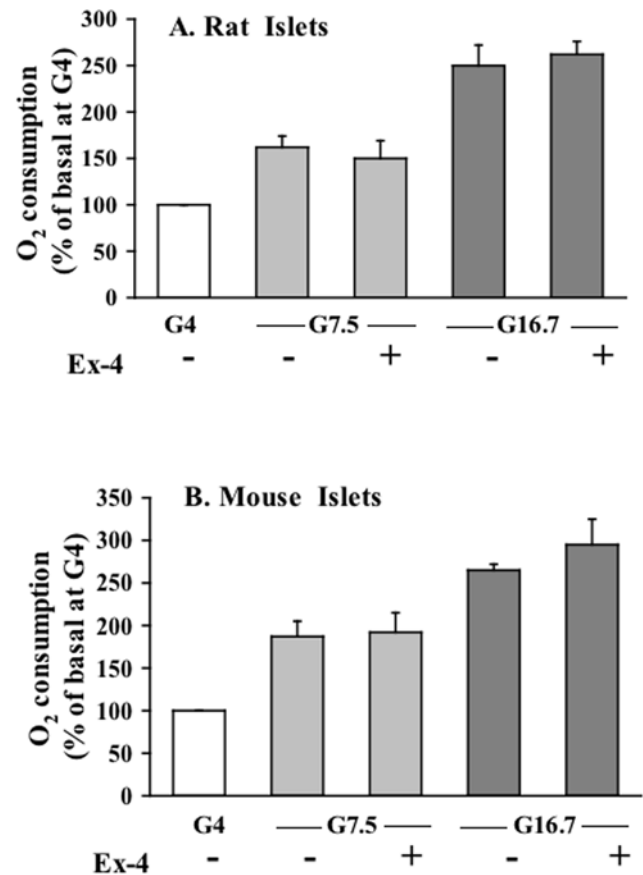 A. Rat Islets
O2 consumption
(% of basal at G4)
300
250
200
150
100
50
0
G4 G7.5 G16.7
Ex-4 - - + - +
B. Mouse Islets
O2 consumption
(% of basal at G4)
350
300
250
200
150
100
50
0
G4 G7.5 G16.7
Ex-4 - - + - +